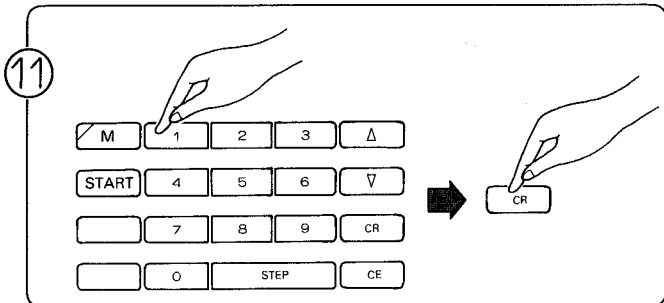 11
M 1 2 3 Δ
START 4 5 6 ∇
7 8 9 CR
0 STEP CE
CR